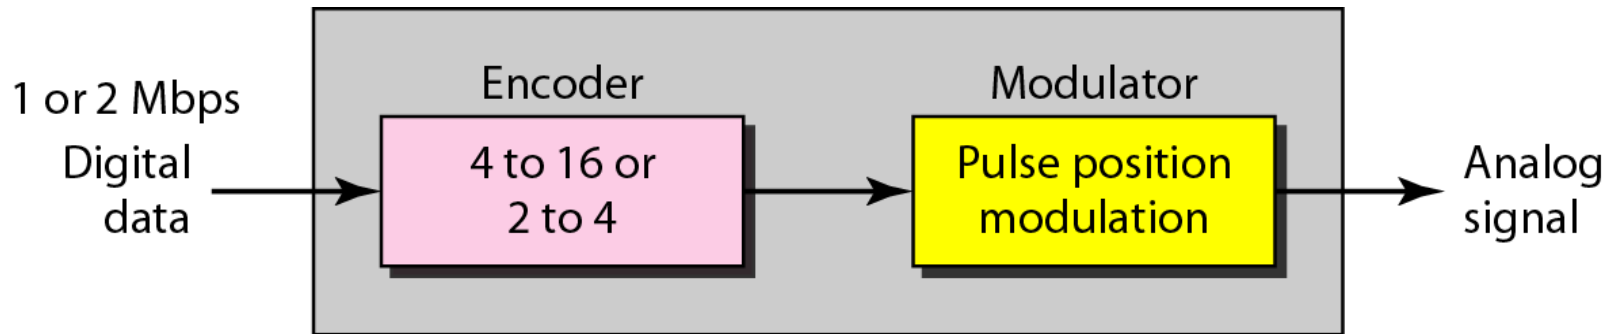 1 or 2 Mbps
Digital
data
Encoder
4 to 16 or
2 to 4
Modulator
Pulse position
modulation
Analog
signal